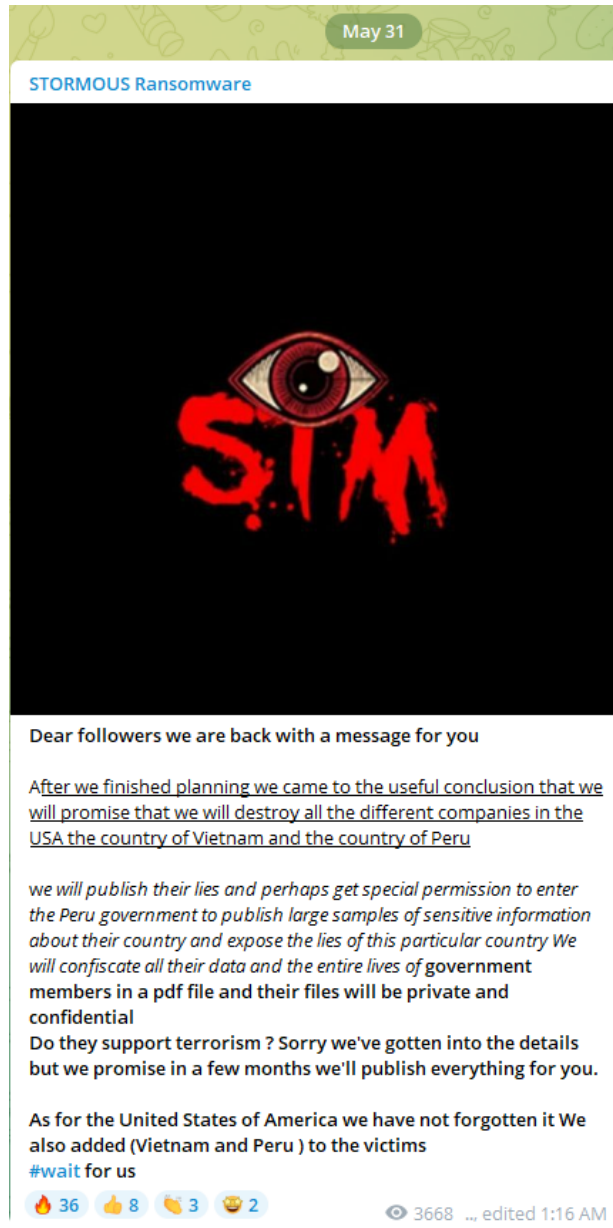 May 31
STORMOUS Ransomware
STM
Dear followers we are back with a message for you
After we finished planning we came to the useful conclusion that we
will promise that we will destroy all the different companies in the
USA the country of Vietnam and the country of Peru
we will publish their lies and perhaps get special permission to enter
the Peru government to publish large samples of sensitive information
about their country and expose the lies of this particular country We
will confiscate all their data and the entire lives of government
members in a pdf file and their files will be private and
confidential
Do they support terrorism ? Sorry we've gotten into the details
but we promise in a few months we'll publish everything for you.
As for the United States of America we have not forgotten it We
also added (Vietnam and Peru ) to the victims
#wait for us
🔥 36 👍 8 👏 3 🤓 2 3668 .., edited 1:16 AM